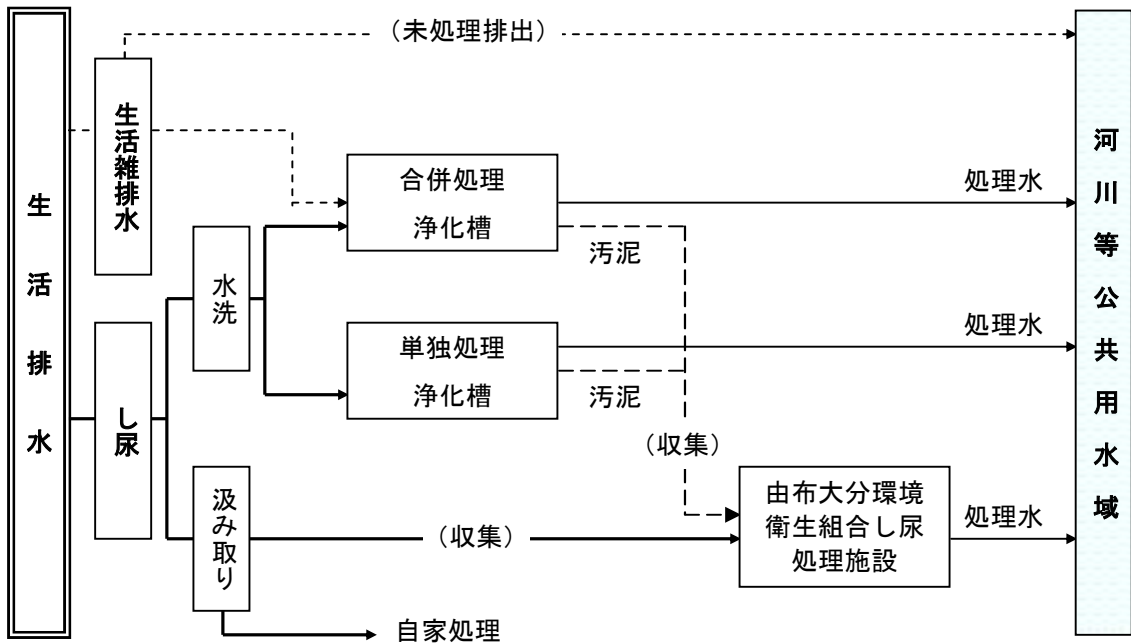 生活排水
(未処理排出)
生活雑排水
し尿
水洗
汲み取り
合併処理
浄化槽
汚泥
処理水
単独処理
浄化槽
汚泥
処理水
(収集)
(収集)
由布大分環境
衛生組合し尿
処理施設
処理水
自家処理
河川等公共用水域